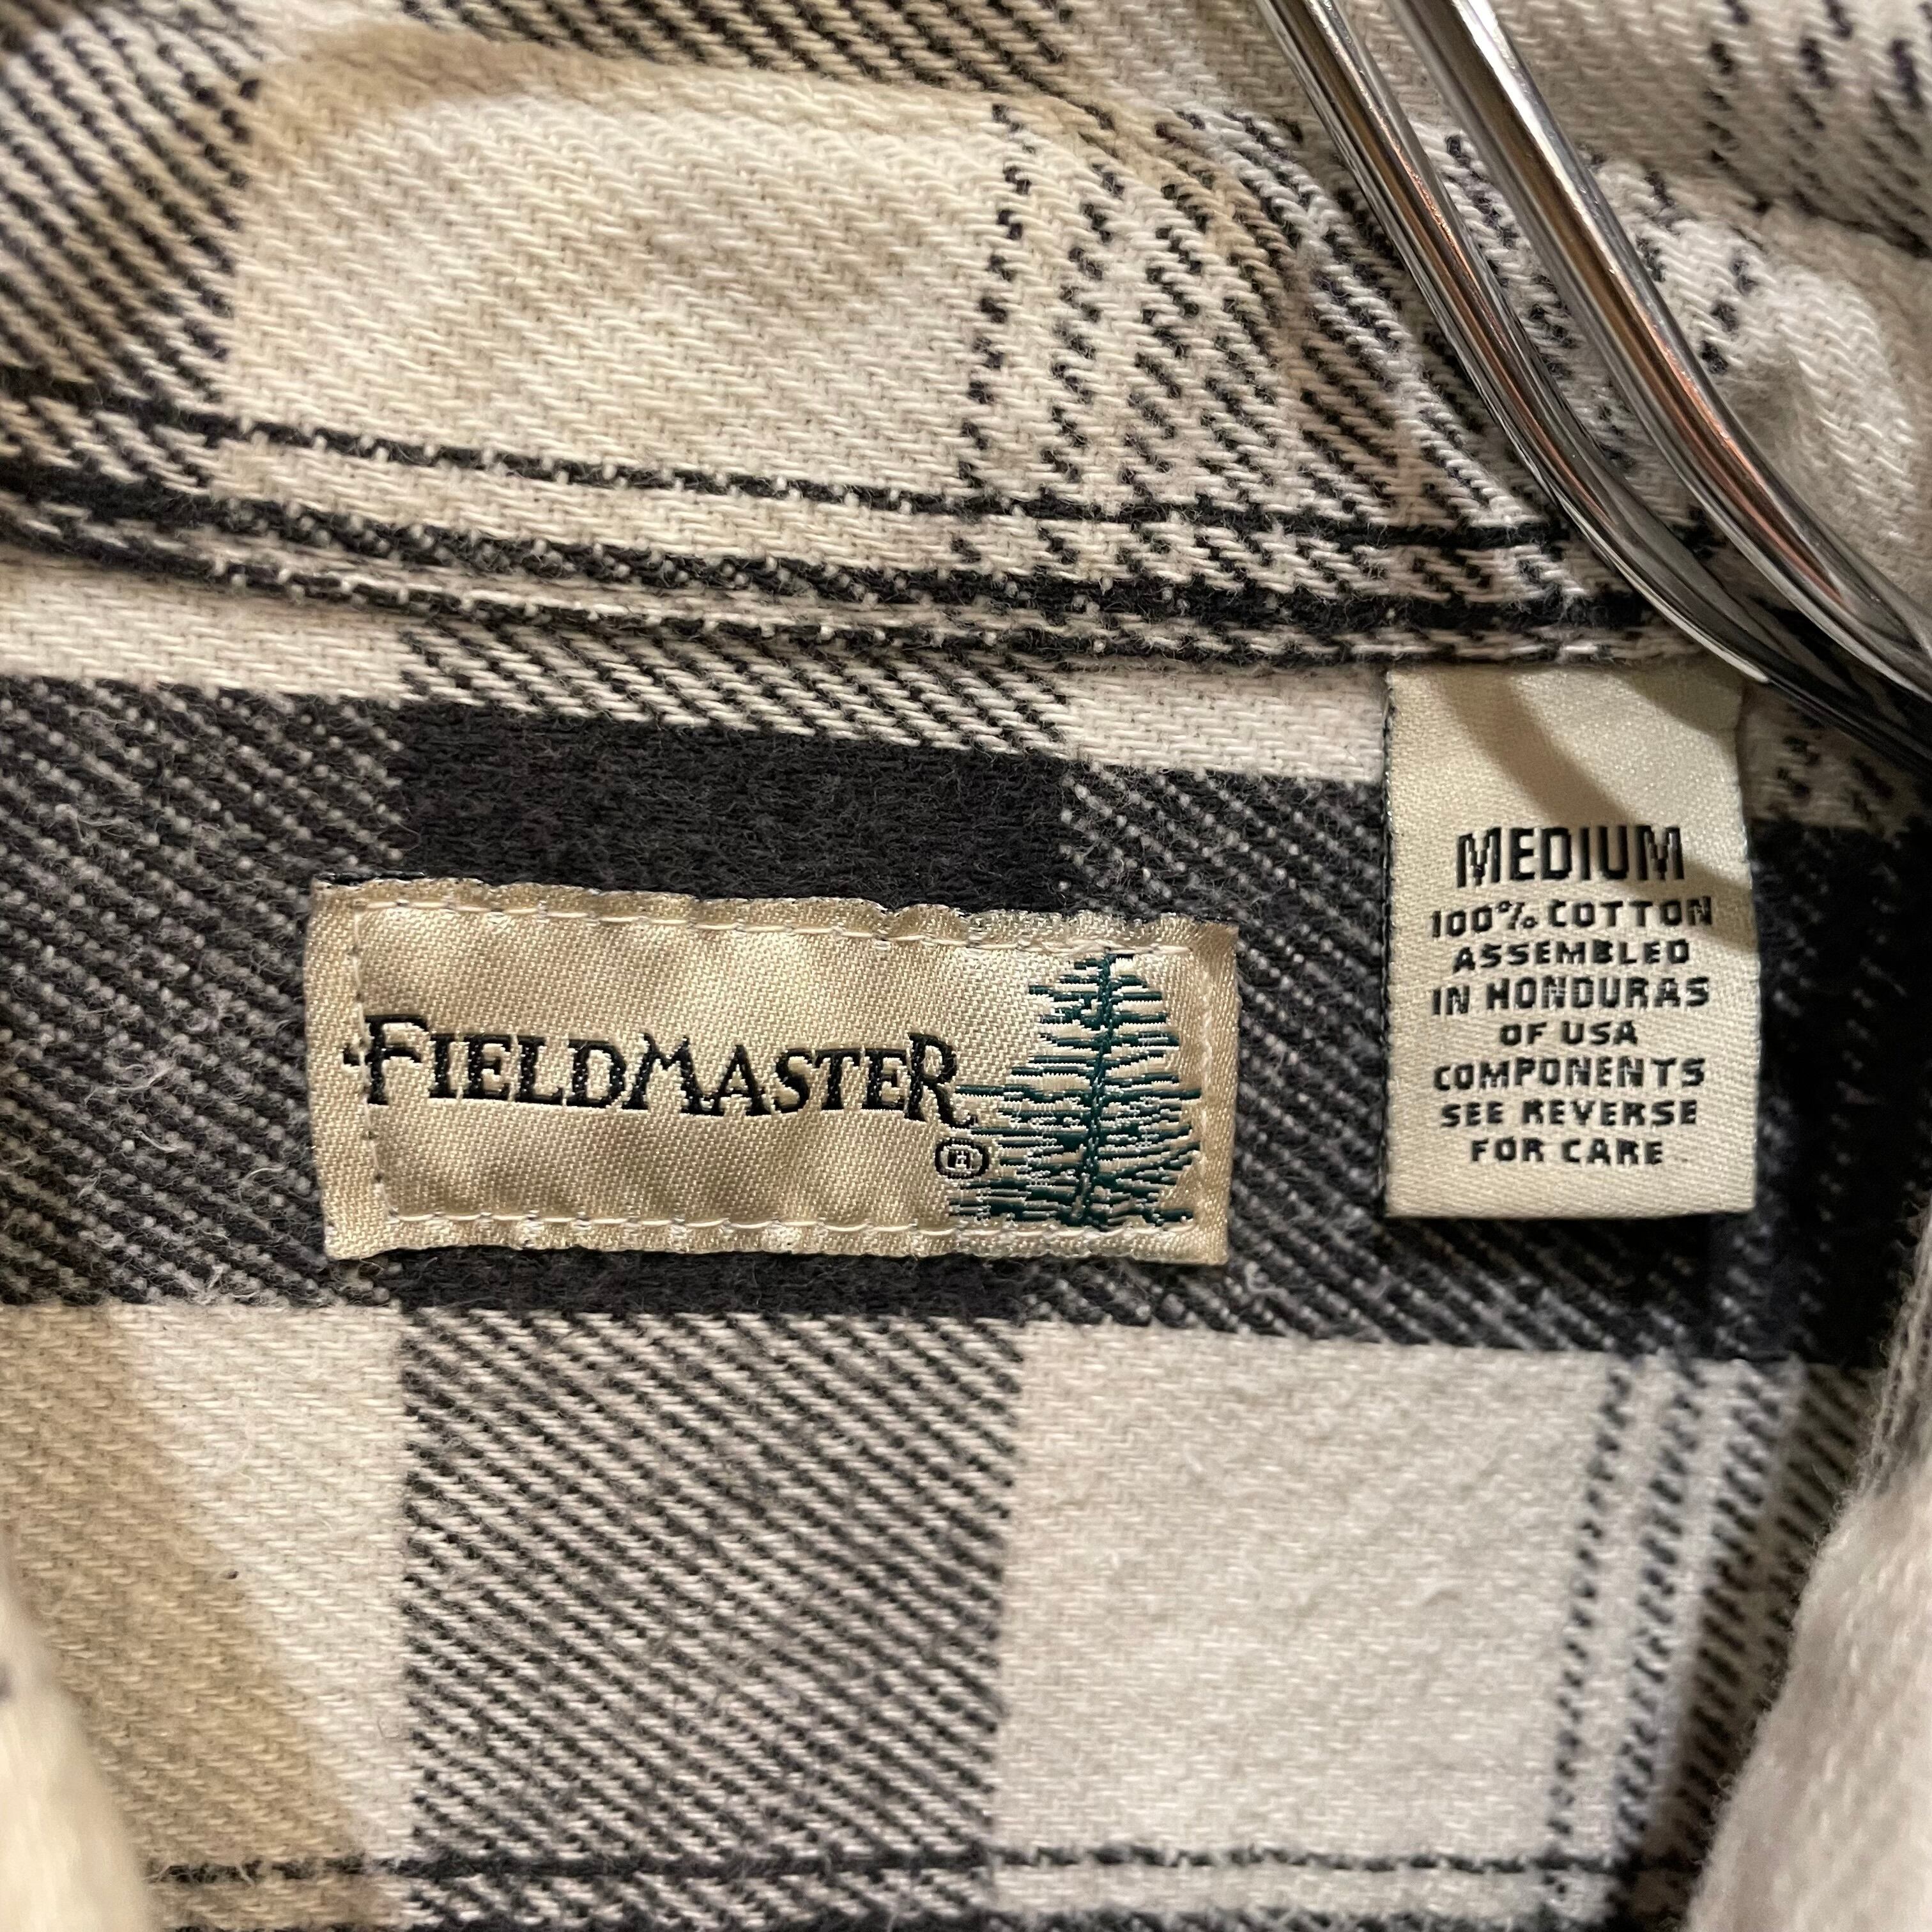 FIELDMASTER
®
MEDIUM
100% COTTON
ASSEMBLED
IN HONDURAS
OF USA
COMPONENTS
SEE REVERSE
FOR CARE